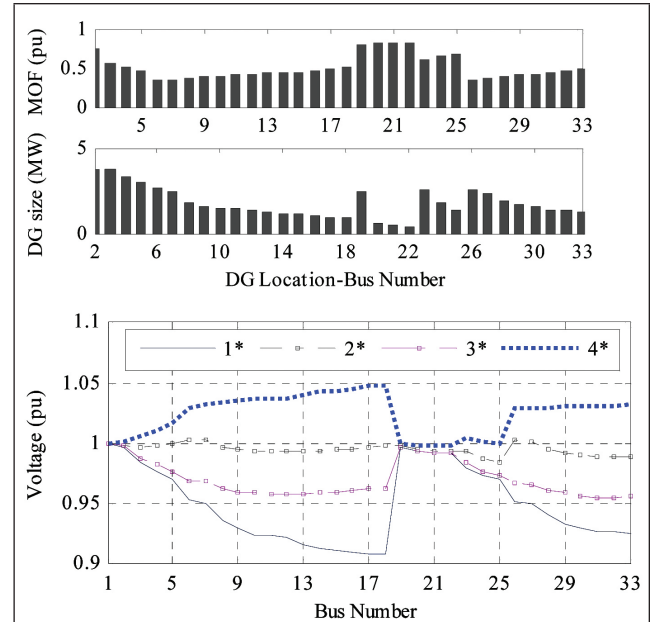 MOF (pu)
1
0.5
0
5 9 13 17 21 25 29 33
DG size (MW)
5
0
2 6 10 14 18 22 26 30 33
DG Location-Bus Number
Voltage (pu)
1.1
1.05
1
0.95
0.9
1* 2* 3* 4*
1 5 9 13 17 21 25 29 33
Bus Number